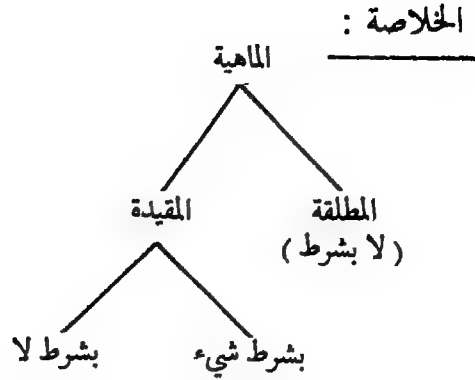 الخلاصة :
الماهية
المطلقة المقيدة
( لا بشرط )
بشرط شيء بشرط لا